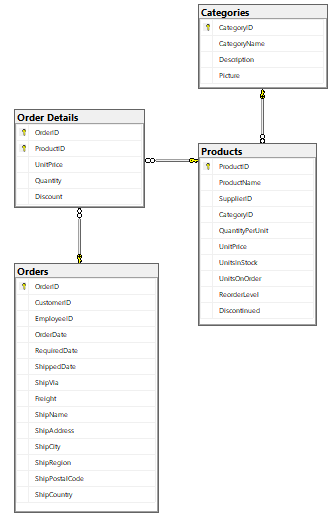 Categories
CategoryID
CategoryName
Description
Picture
Order Details
OrderID
ProductID
UnitPrice
Quantity
Discount
Products
ProductID
ProductName
SupplierID
CategoryID
QuantityPerUnit
UnitPrice
UnitsInStock
UnitsOnOrder
ReorderLevel
Discontinued
Orders
OrderID
CustomerID
EmployeeID
OrderDate
RequiredDate
ShippedDate
ShipVia
Freight
ShipName
ShipAddress
ShipCity
ShipRegion
ShipPostalCode
ShipCountry